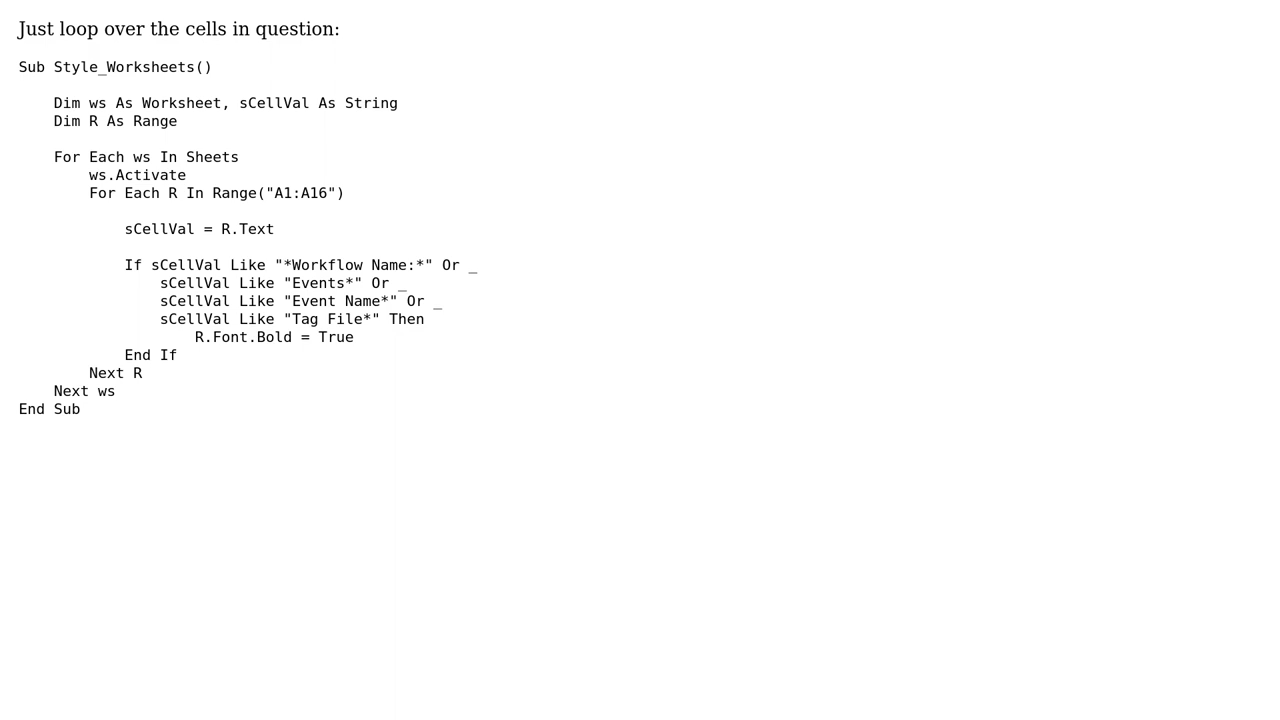 Just loop over the cells in question:
Sub Style_Worksheets()
    Dim ws As Worksheet, sCellVal As String
    Dim R As Range
    For Each ws In Sheets
        ws.Activate
        For Each R In Range("A1:A16")
            sCellVal = R.Text
            If sCellVal Like "*Workflow Name:*" Or _
                sCellVal Like "Events*" Or _
                sCellVal Like "Event Name*" Or _
                sCellVal Like "Tag File*" Then
                    R.Font.Bold = True
            End If
        Next R
    Next ws
End Sub